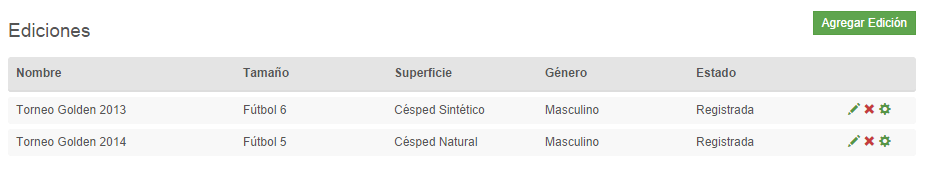 Agregar Edición
Ediciones
Nombre Tamaño Superficie Género Estado
Torneo Golden 2013 Fútbol 6 Césped Sintético Masculino Registrada
Torneo Golden 2014 Fútbol 5 Césped Natural Masculino Registrada